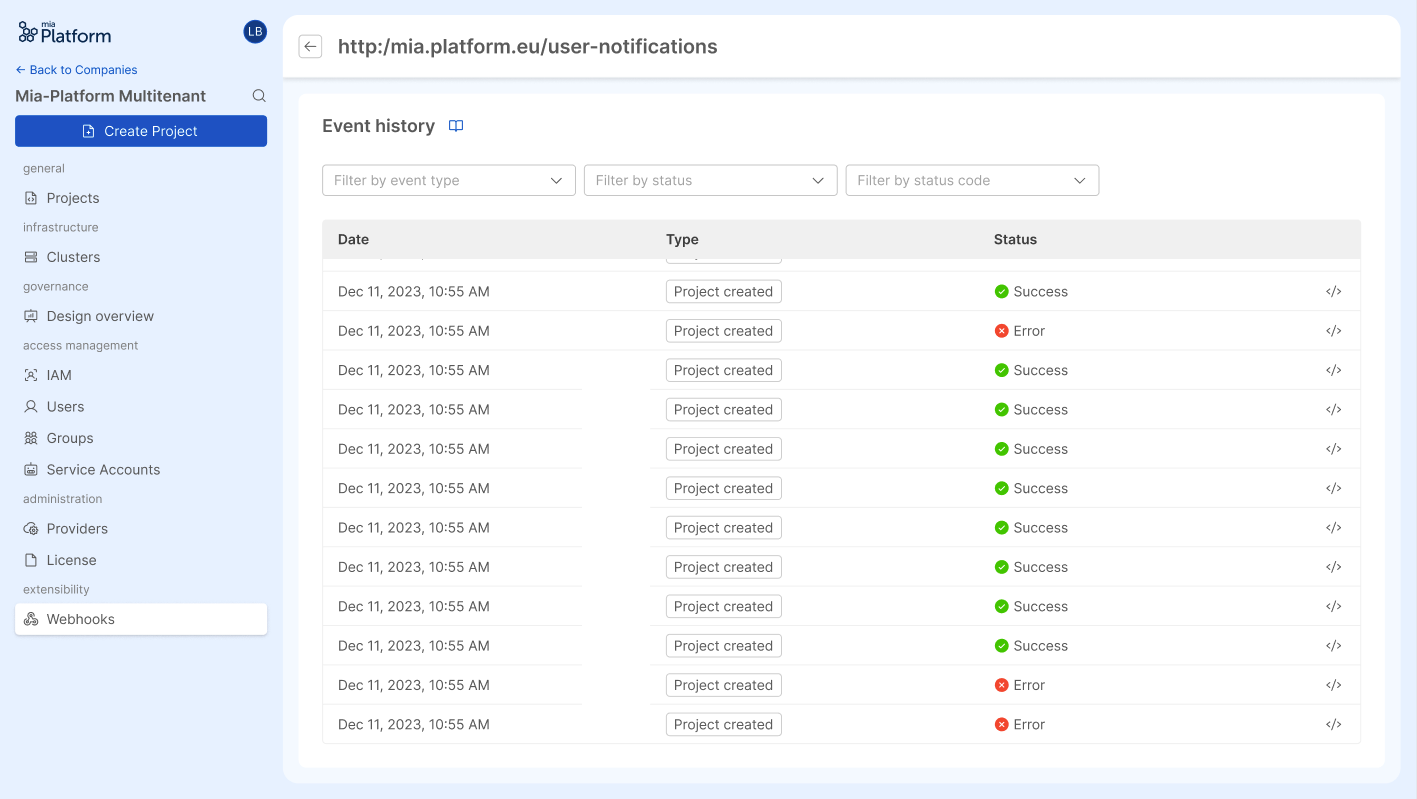 mia
Platform
LB
← Back to Companies
Mia-Platform Multitenant
Create Project
general
Projects
infrastructure
Clusters
governance
Design overview
access management
IAM
Users
Groups
Service Accounts
administration
Providers
License
extensibility
Webhooks
http:/mia.platform.eu/user-notifications
Event history
Filter by event type
Filter by status
Filter by status code
Date Type Status
Dec 11, 2023, 10:55 AM Project created Success </>
Dec 11, 2023, 10:55 AM Project created Error </>
Dec 11, 2023, 10:55 AM Project created Success </>
Dec 11, 2023, 10:55 AM Project created Success </>
Dec 11, 2023, 10:55 AM Project created Success </>
Dec 11, 2023, 10:55 AM Project created Success </>
Dec 11, 2023, 10:55 AM Project created Success </>
Dec 11, 2023, 10:55 AM Project created Success </>
Dec 11, 2023, 10:55 AM Project created Success </>
Dec 11, 2023, 10:55 AM Project created Success </>
Dec 11, 2023, 10:55 AM Project created Error </>
Dec 11, 2023, 10:55 AM Project created Error </>